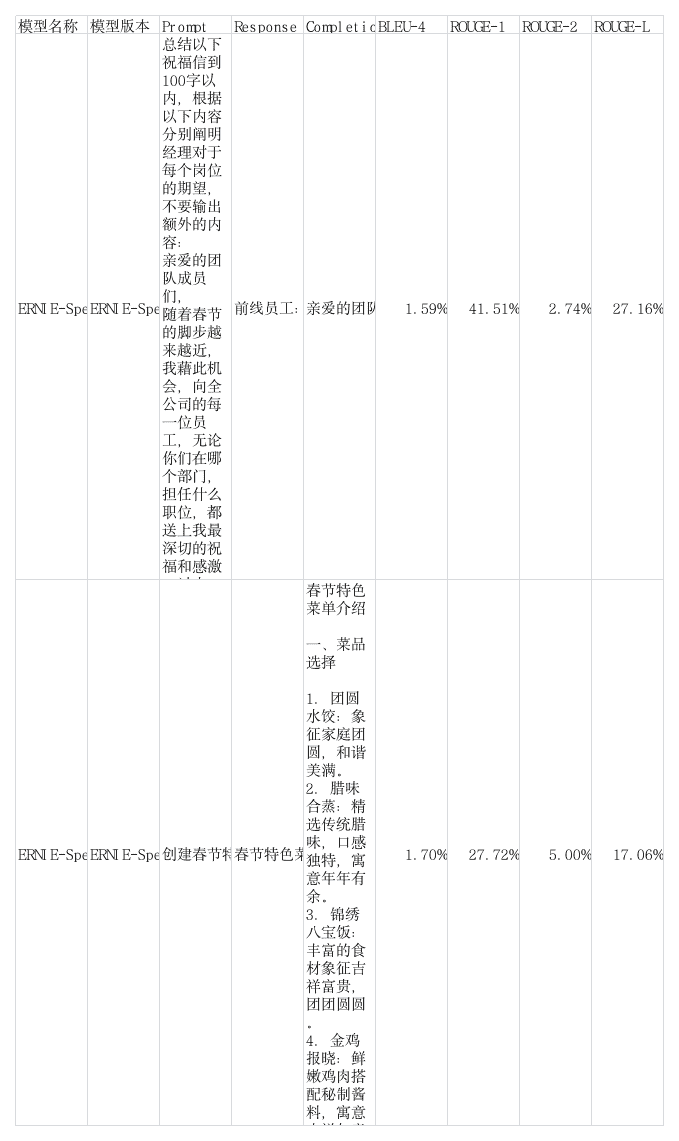 模型名称 模型版本 Prompt Response Completio BLEU-4 ROUGE-1 ROUGE-2 ROUGE-L
总结以下
祝福信到
100字以
内，根据
以下内容
分别阐明
经理对于
每个岗位
的期望，
不要输出
额外的内
容：
亲爱的团
队成员
们，
随着春节
的脚步越
来越近，
我藉此机
会，向全
公司的每
一位员
工，无论
你们在哪
个部门，
担任什么
职位，都
送上我最
深切的祝
福和感激
ERNIE-Spe ERNIE-Spe 前线员工： 亲爱的团队 1.59% 41.51% 2.74% 27.16%
春节特色
菜单介绍
一、菜品
选择
1. 团圆
水饺：象
征家庭团
圆，和谐
美满。
2. 腊味
合蒸：精
选传统腊
味，口感
独特，寓
意年年有
余。
3. 锦绣
八宝饭：
丰富的食
材象征吉
祥富贵，
团团圆圆
。
4. 金鸡
报晓：鲜
嫩鸡肉搭
配秘制酱
料，寓意
ERNIE-Spe ERNIE-Spe 创建春节特 春节特色菜 1.70% 27.72% 5.00% 17.06%